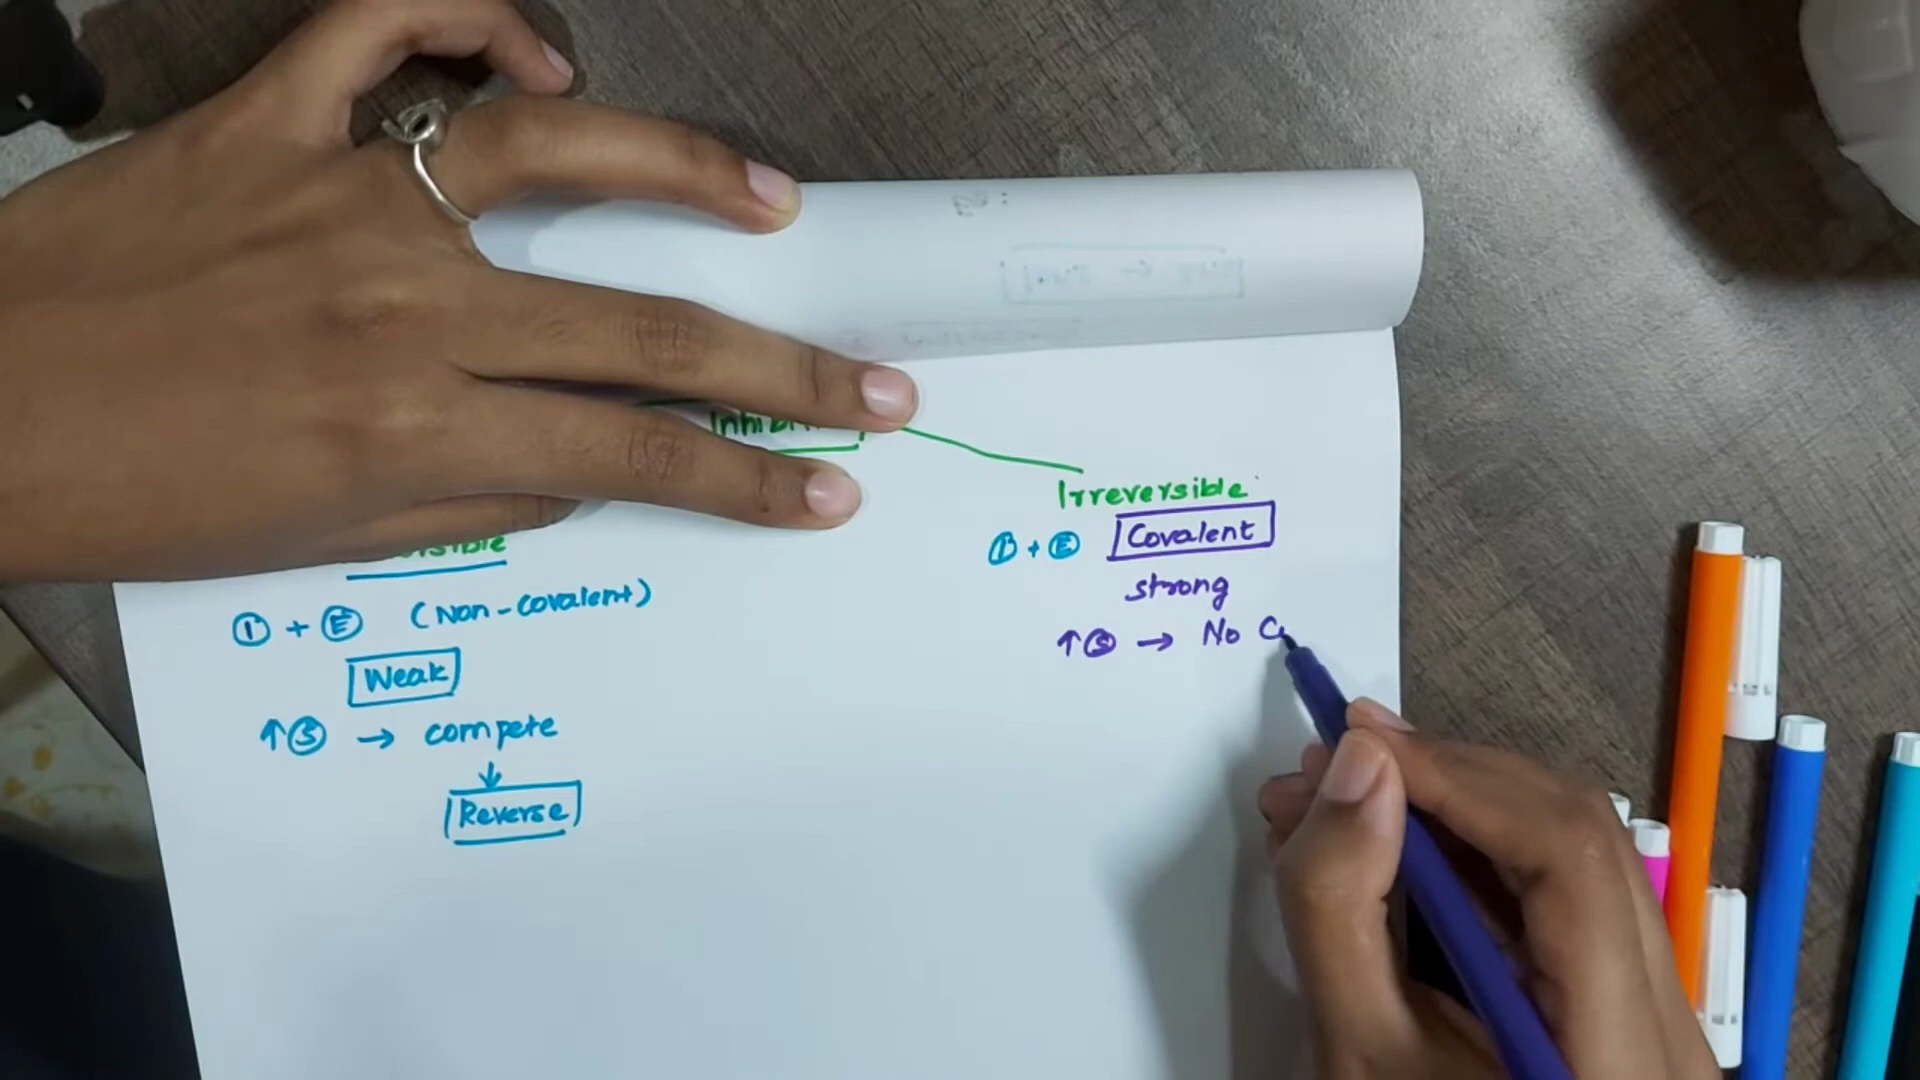 Irreversible
Ⓘ + Ⓔ Covalent
strong
↑Ⓢ → No
Ⓘ + Ⓔ (Non-covalent)
Weak
↑Ⓢ → compete
↓
Reverse